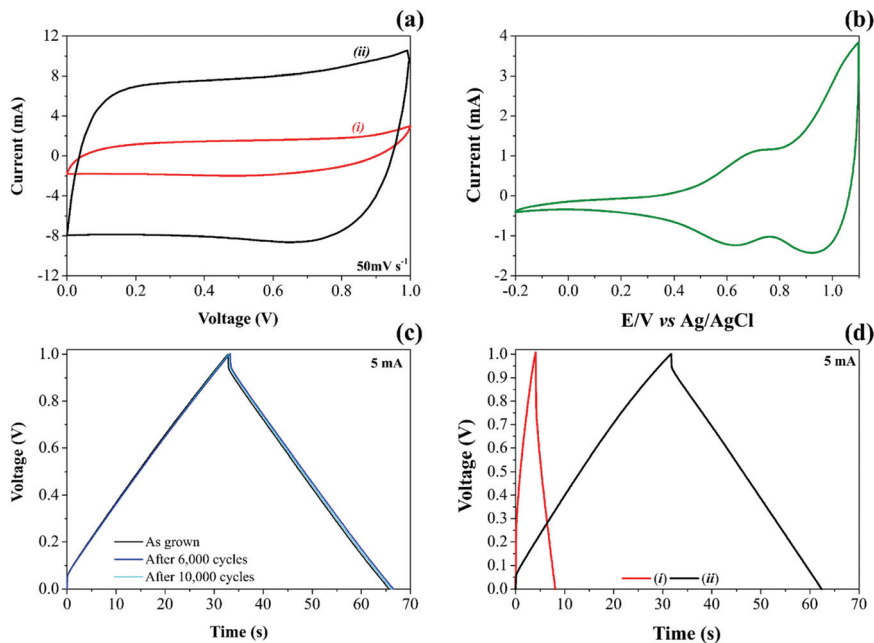 (a)
12
8
4
0
-4
-8
-12
Current (mA)
(ii)
(i)
50mV s⁻¹
0.0 0.2 0.4 0.6 0.8 1.0
Voltage (V)
(b)
4
3
2
1
0
-1
-2
Current (mA)
-0.2 0.0 0.2 0.4 0.6 0.8 1.0
E/V vs Ag/AgCl
(c)
1.0
0.8
0.6
0.4
0.2
0.0
Voltage (V)
5 mA
As grown
After 6,000 cycles
After 10,000 cycles
0 10 20 30 40 50 60 70
Time (s)
(d)
1.0
0.9
0.8
0.7
0.6
0.5
0.4
0.3
0.2
0.1
0.0
Voltage (V)
5 mA
(i) (ii)
0 10 20 30 40 50 60 70
Time (s)